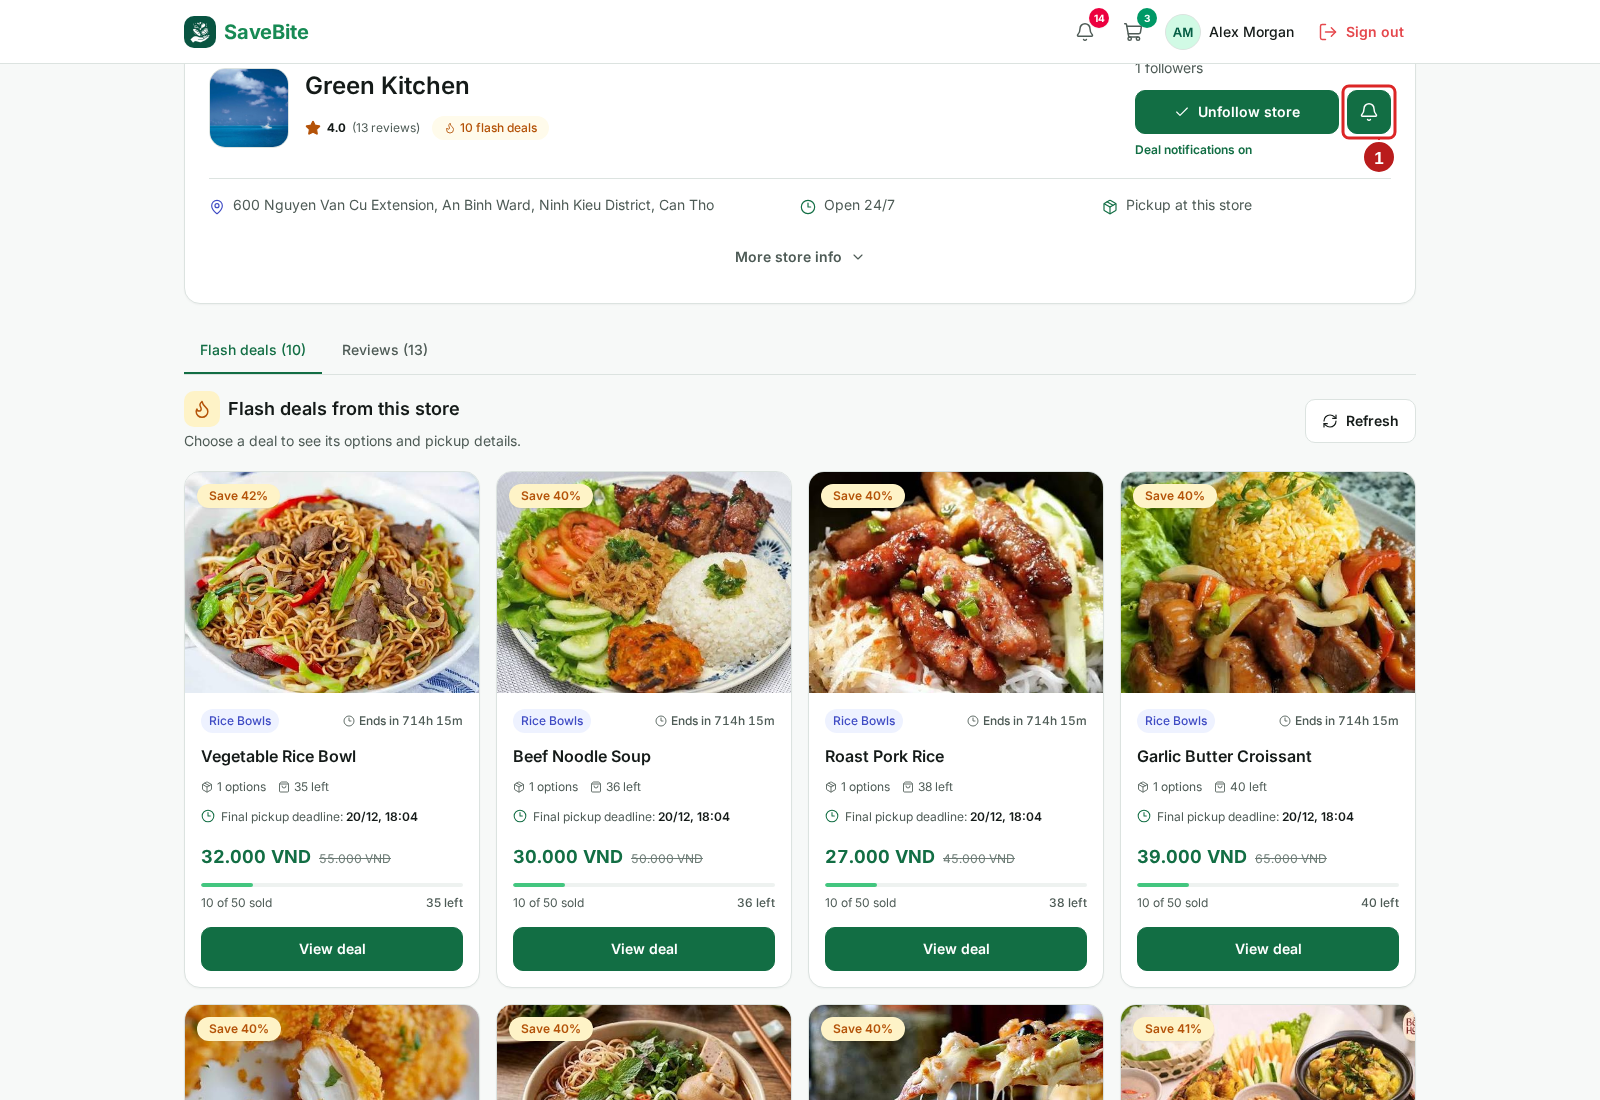 SaveBite
14
3
AM
Alex Morgan
Sign out
1 followers
Green Kitchen
4.0 (13 reviews)
10 flash deals
Unfollow store
Deal notifications on
1
600 Nguyen Van Cu Extension, An Binh Ward, Ninh Kieu District, Can Tho
Open 24/7
Pickup at this store
More store info
Flash deals (10)
Reviews (13)
Flash deals from this store
Choose a deal to see its options and pickup details.
Refresh
Save 42%
Rice Bowls
Ends in 714h 15m
Vegetable Rice Bowl
1 options
35 left
Final pickup deadline: 20/12, 18:04
32.000 VND 55.000 VND
10 of 50 sold
35 left
View deal
Save 40%
Rice Bowls
Ends in 714h 15m
Beef Noodle Soup
1 options
36 left
Final pickup deadline: 20/12, 18:04
30.000 VND 50.000 VND
10 of 50 sold
36 left
View deal
Save 40%
Rice Bowls
Ends in 714h 15m
Roast Pork Rice
1 options
38 left
Final pickup deadline: 20/12, 18:04
27.000 VND 45.000 VND
10 of 50 sold
38 left
View deal
Save 40%
Rice Bowls
Ends in 714h 15m
Garlic Butter Croissant
1 options
40 left
Final pickup deadline: 20/12, 18:04
39.000 VND 65.000 VND
10 of 50 sold
40 left
View deal
Save 40%
Save 40%
Save 40%
Save 41%